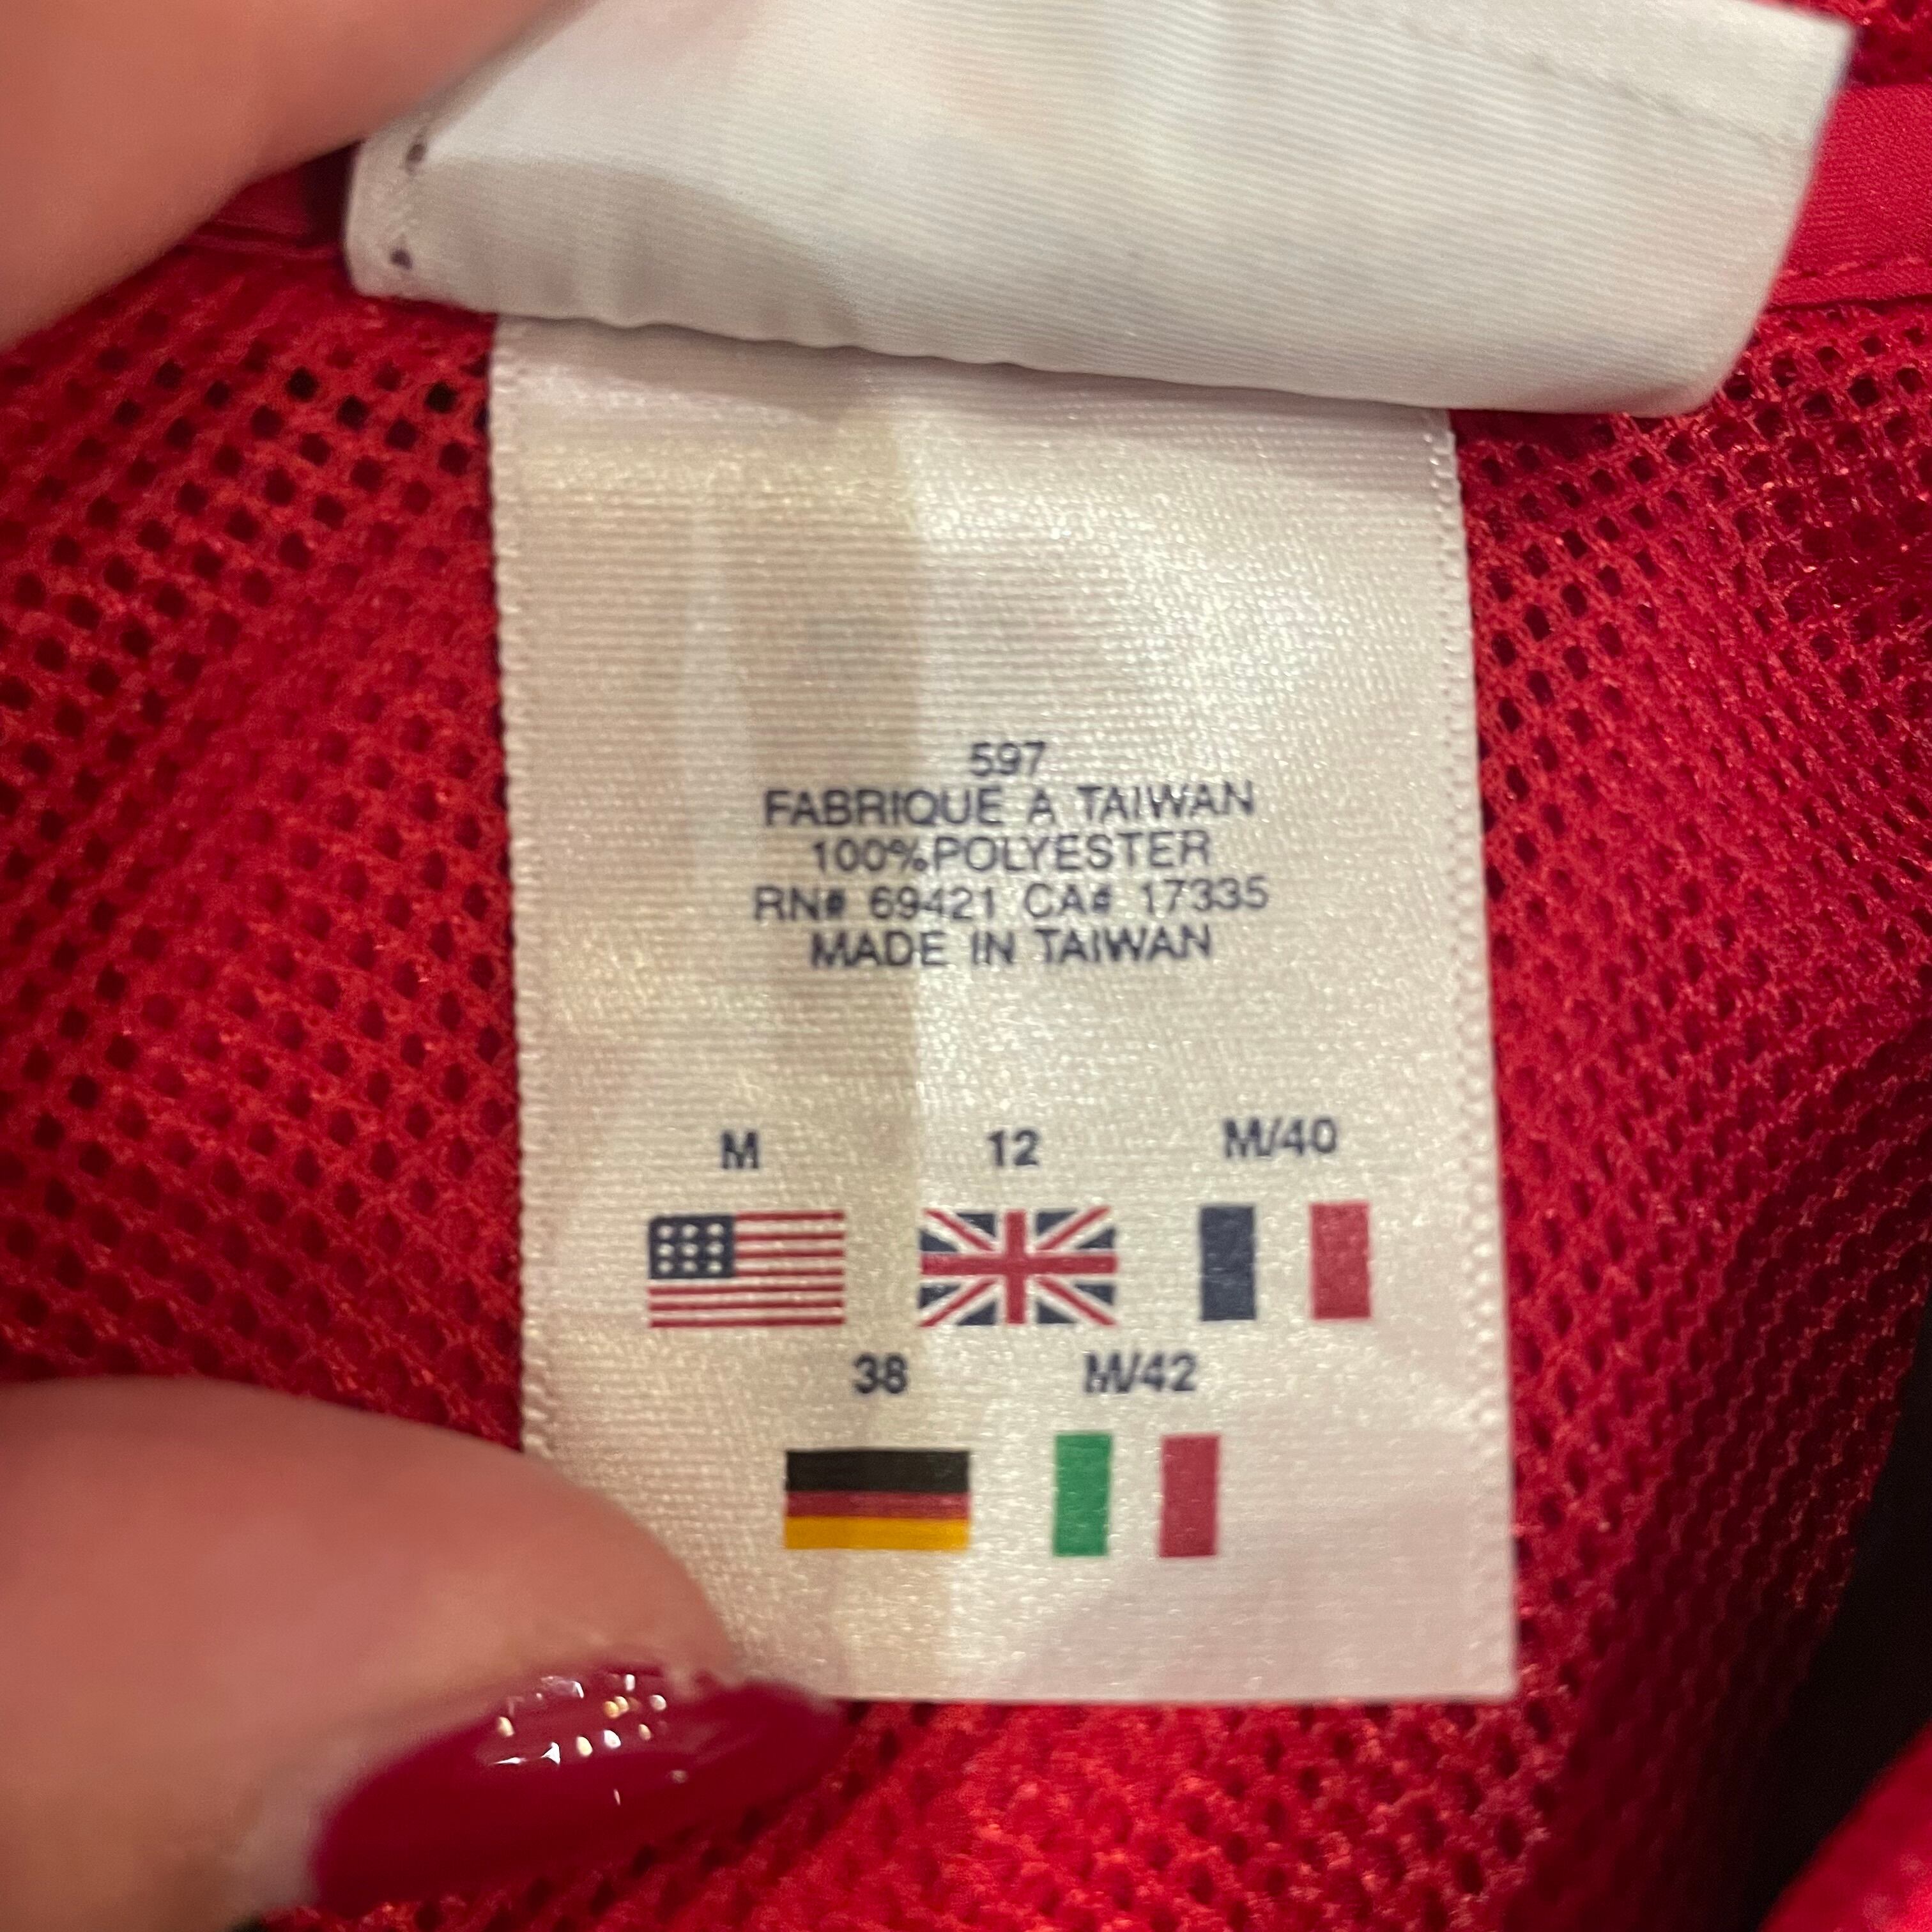 597
FABRIQUE A TAIWAN
100%POLYESTER
RN# 69421 CA# 17335
MADE IN TAIWAN
M 12 M/40
38 M/42